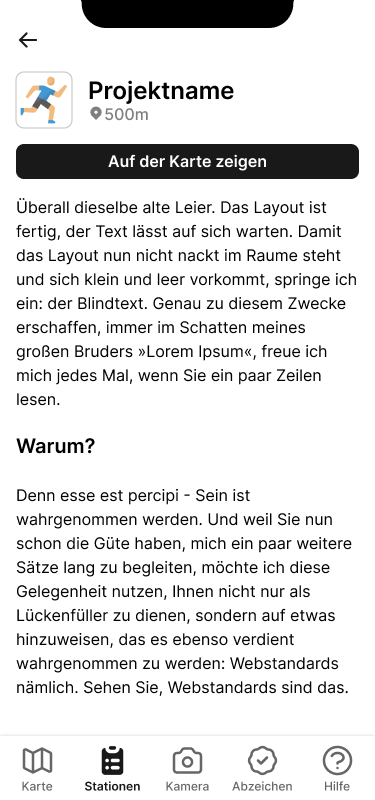 Projektname
500m
Auf der Karte zeigen
Überall dieselbe alte Leier. Das Layout ist
fertig, der Text lässt auf sich warten. Damit
das Layout nun nicht nackt im Raume steht
und sich klein und leer vorkommt, springe ich
ein: der Blindtext. Genau zu diesem Zwecke
erschaffen, immer im Schatten meines
großen Bruders »Lorem Ipsum«, freue ich
mich jedes Mal, wenn Sie ein paar Zeilen
lesen.
Warum?
Denn esse est percipi - Sein ist
wahrgenommen werden. Und weil Sie nun
schon die Güte haben, mich ein paar weitere
Sätze lang zu begleiten, möchte ich diese
Gelegenheit nutzen, Ihnen nicht nur als
Lückenfüller zu dienen, sondern auf etwas
hinzuweisen, das es ebenso verdient
wahrgenommen zu werden: Webstandards
nämlich. Sehen Sie, Webstandards sind das.
Karte Stationen Kamera Abzeichen Hilfe